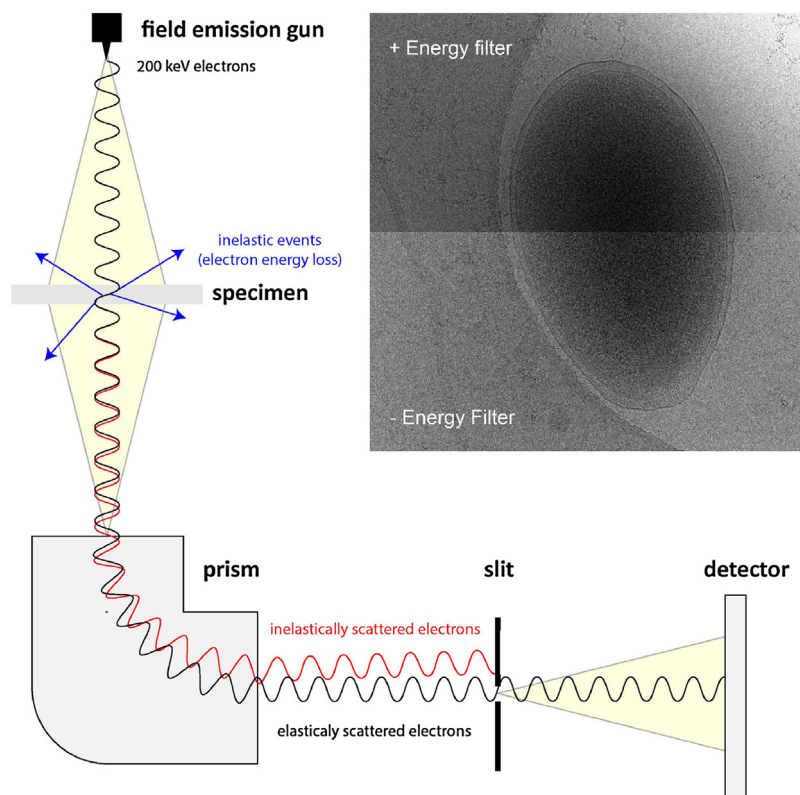 field emission gun
200 keV electrons
+ Energy filter
inelastic events
(electron energy loss)
specimen
- Energy Filter
prism
slit
detector
inelastically scattered electrons
elasticaly scattered electrons